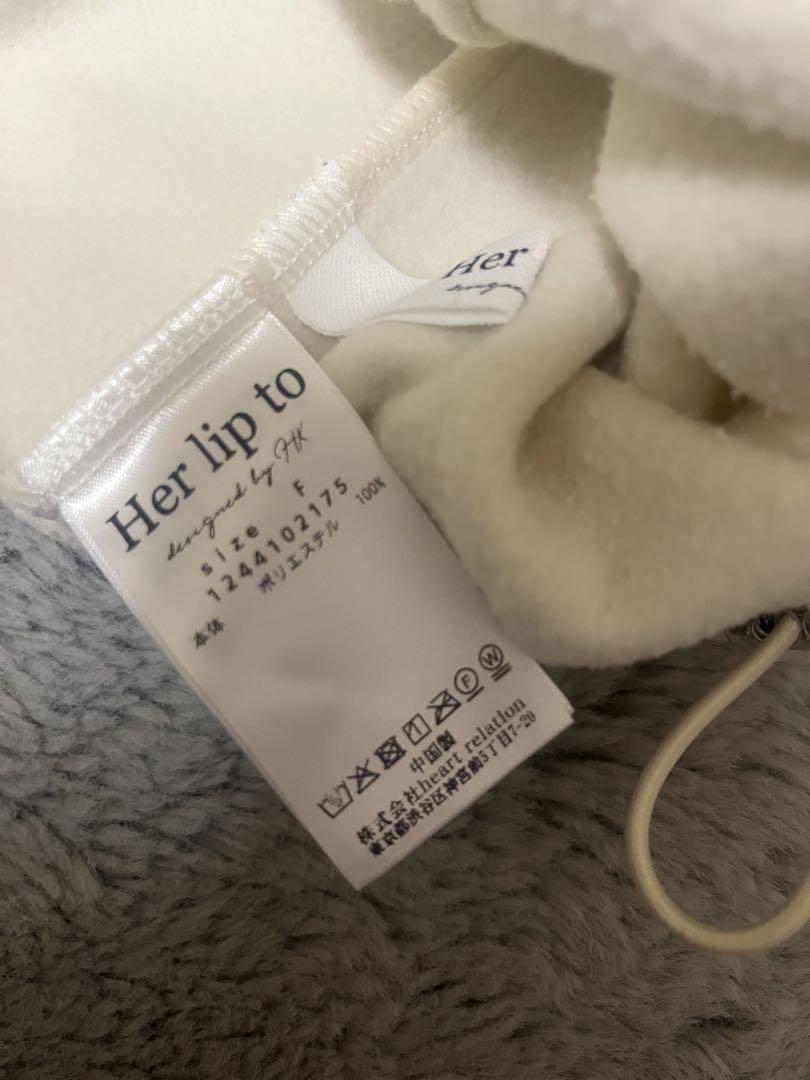 Her
Her lip to
designed by HK
size F
1244102175
本体 ポリエステル 100%
F W
中国製
株式会社heart relation
東京都渋谷区神宮前5丁目7-20